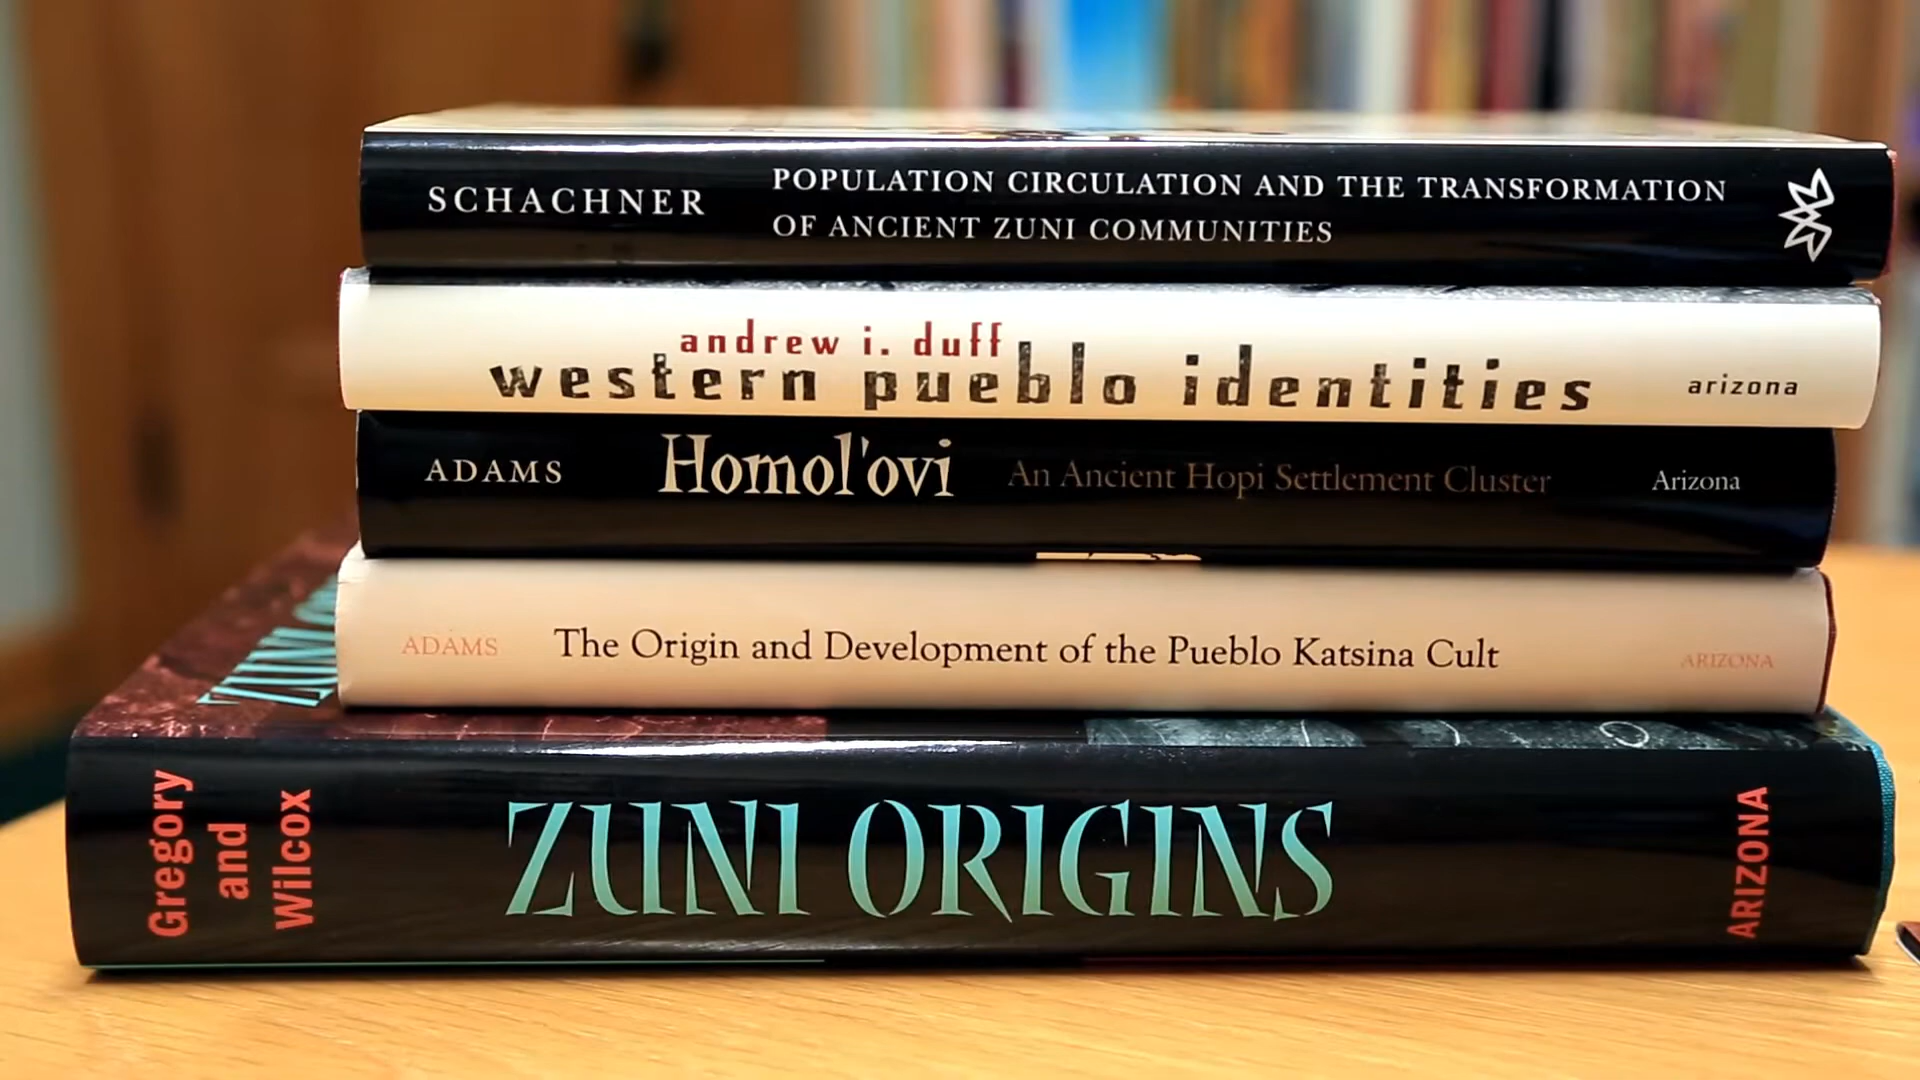 SCHACHNER
POPULATION CIRCULATION AND THE TRANSFORMATION
OF ANCIENT ZUNI COMMUNITIES
andrew i. duff
western pueblo identities
arizona
ADAMS
Homol'ovi
An Ancient Hopi Settlement Cluster
Arizona
ADAMS
The Origin and Development of the Pueblo Katsina Cult
ARIZONA
ZUNI
Gregory
and
Wilcox
ZUNI ORIGINS
ARIZONA